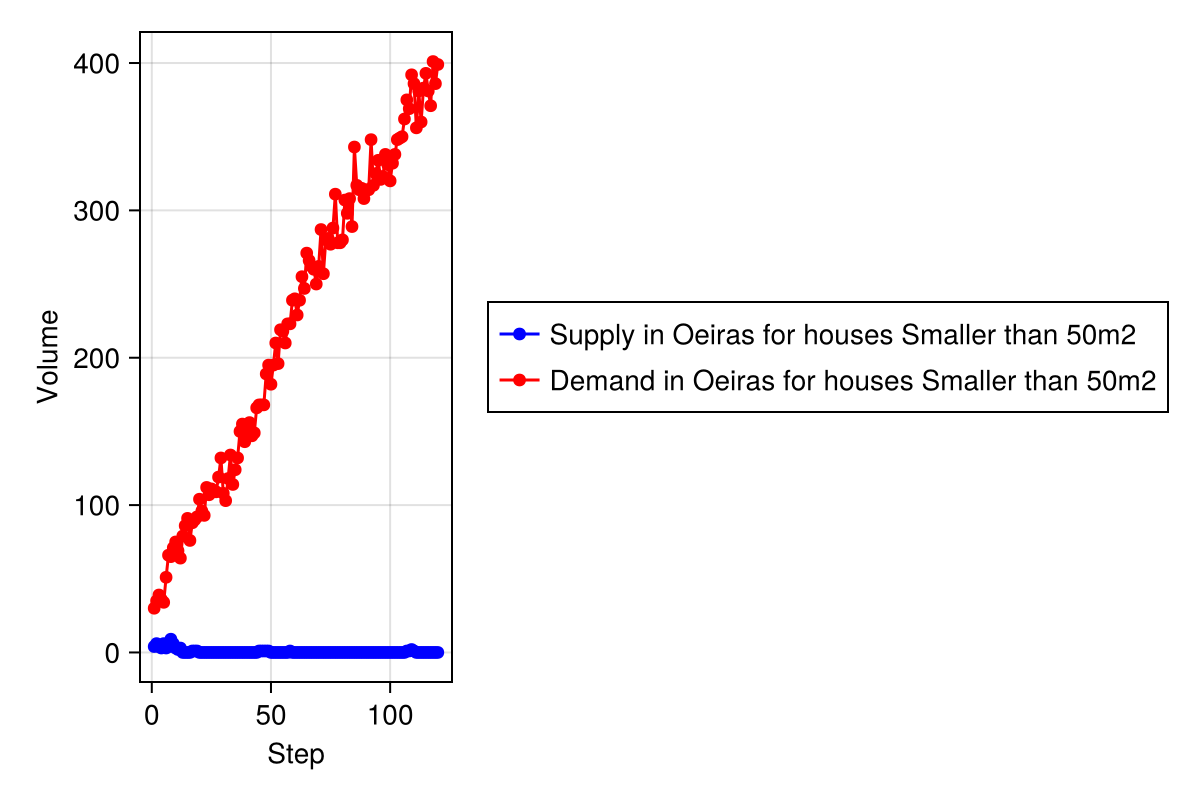 400
300
200
100
0
Volume
0 50 100
Step
Supply in Oeiras for houses Smaller than 50m2
Demand in Oeiras for houses Smaller than 50m2